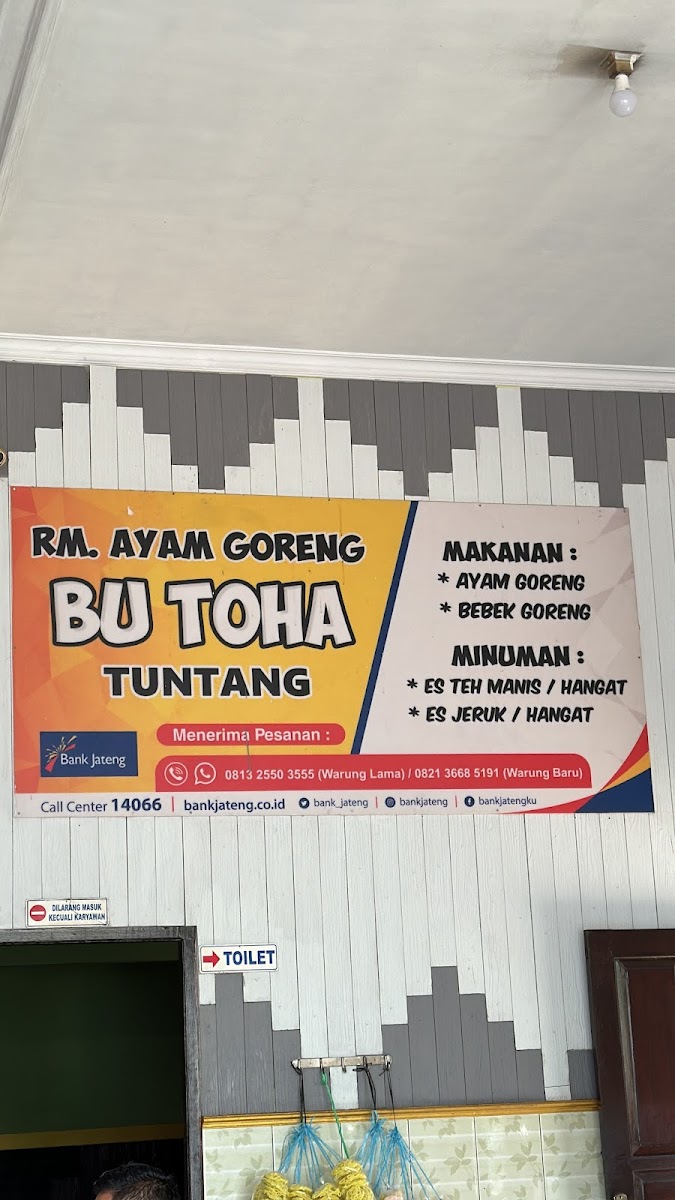 RM. AYAM GORENG
BU TOHA
TUNTANG
Menerima Pesanan :
Bank Jateng
0813 2550 3555 (Warung Lama) / 0821 3668 5191 (Warung Baru)
MAKANAN :
* AYAM GORENG
* BEBEK GORENG
MINUMAN :
* ES TEH MANIS / HANGAT
* ES JERUK / HANGAT
Call Center 14066 | bankjateng.co.id bank_jateng | bankjateng | bankjatengku
DILARANG MASUK
KECUALI KARYAWAN
TOILET